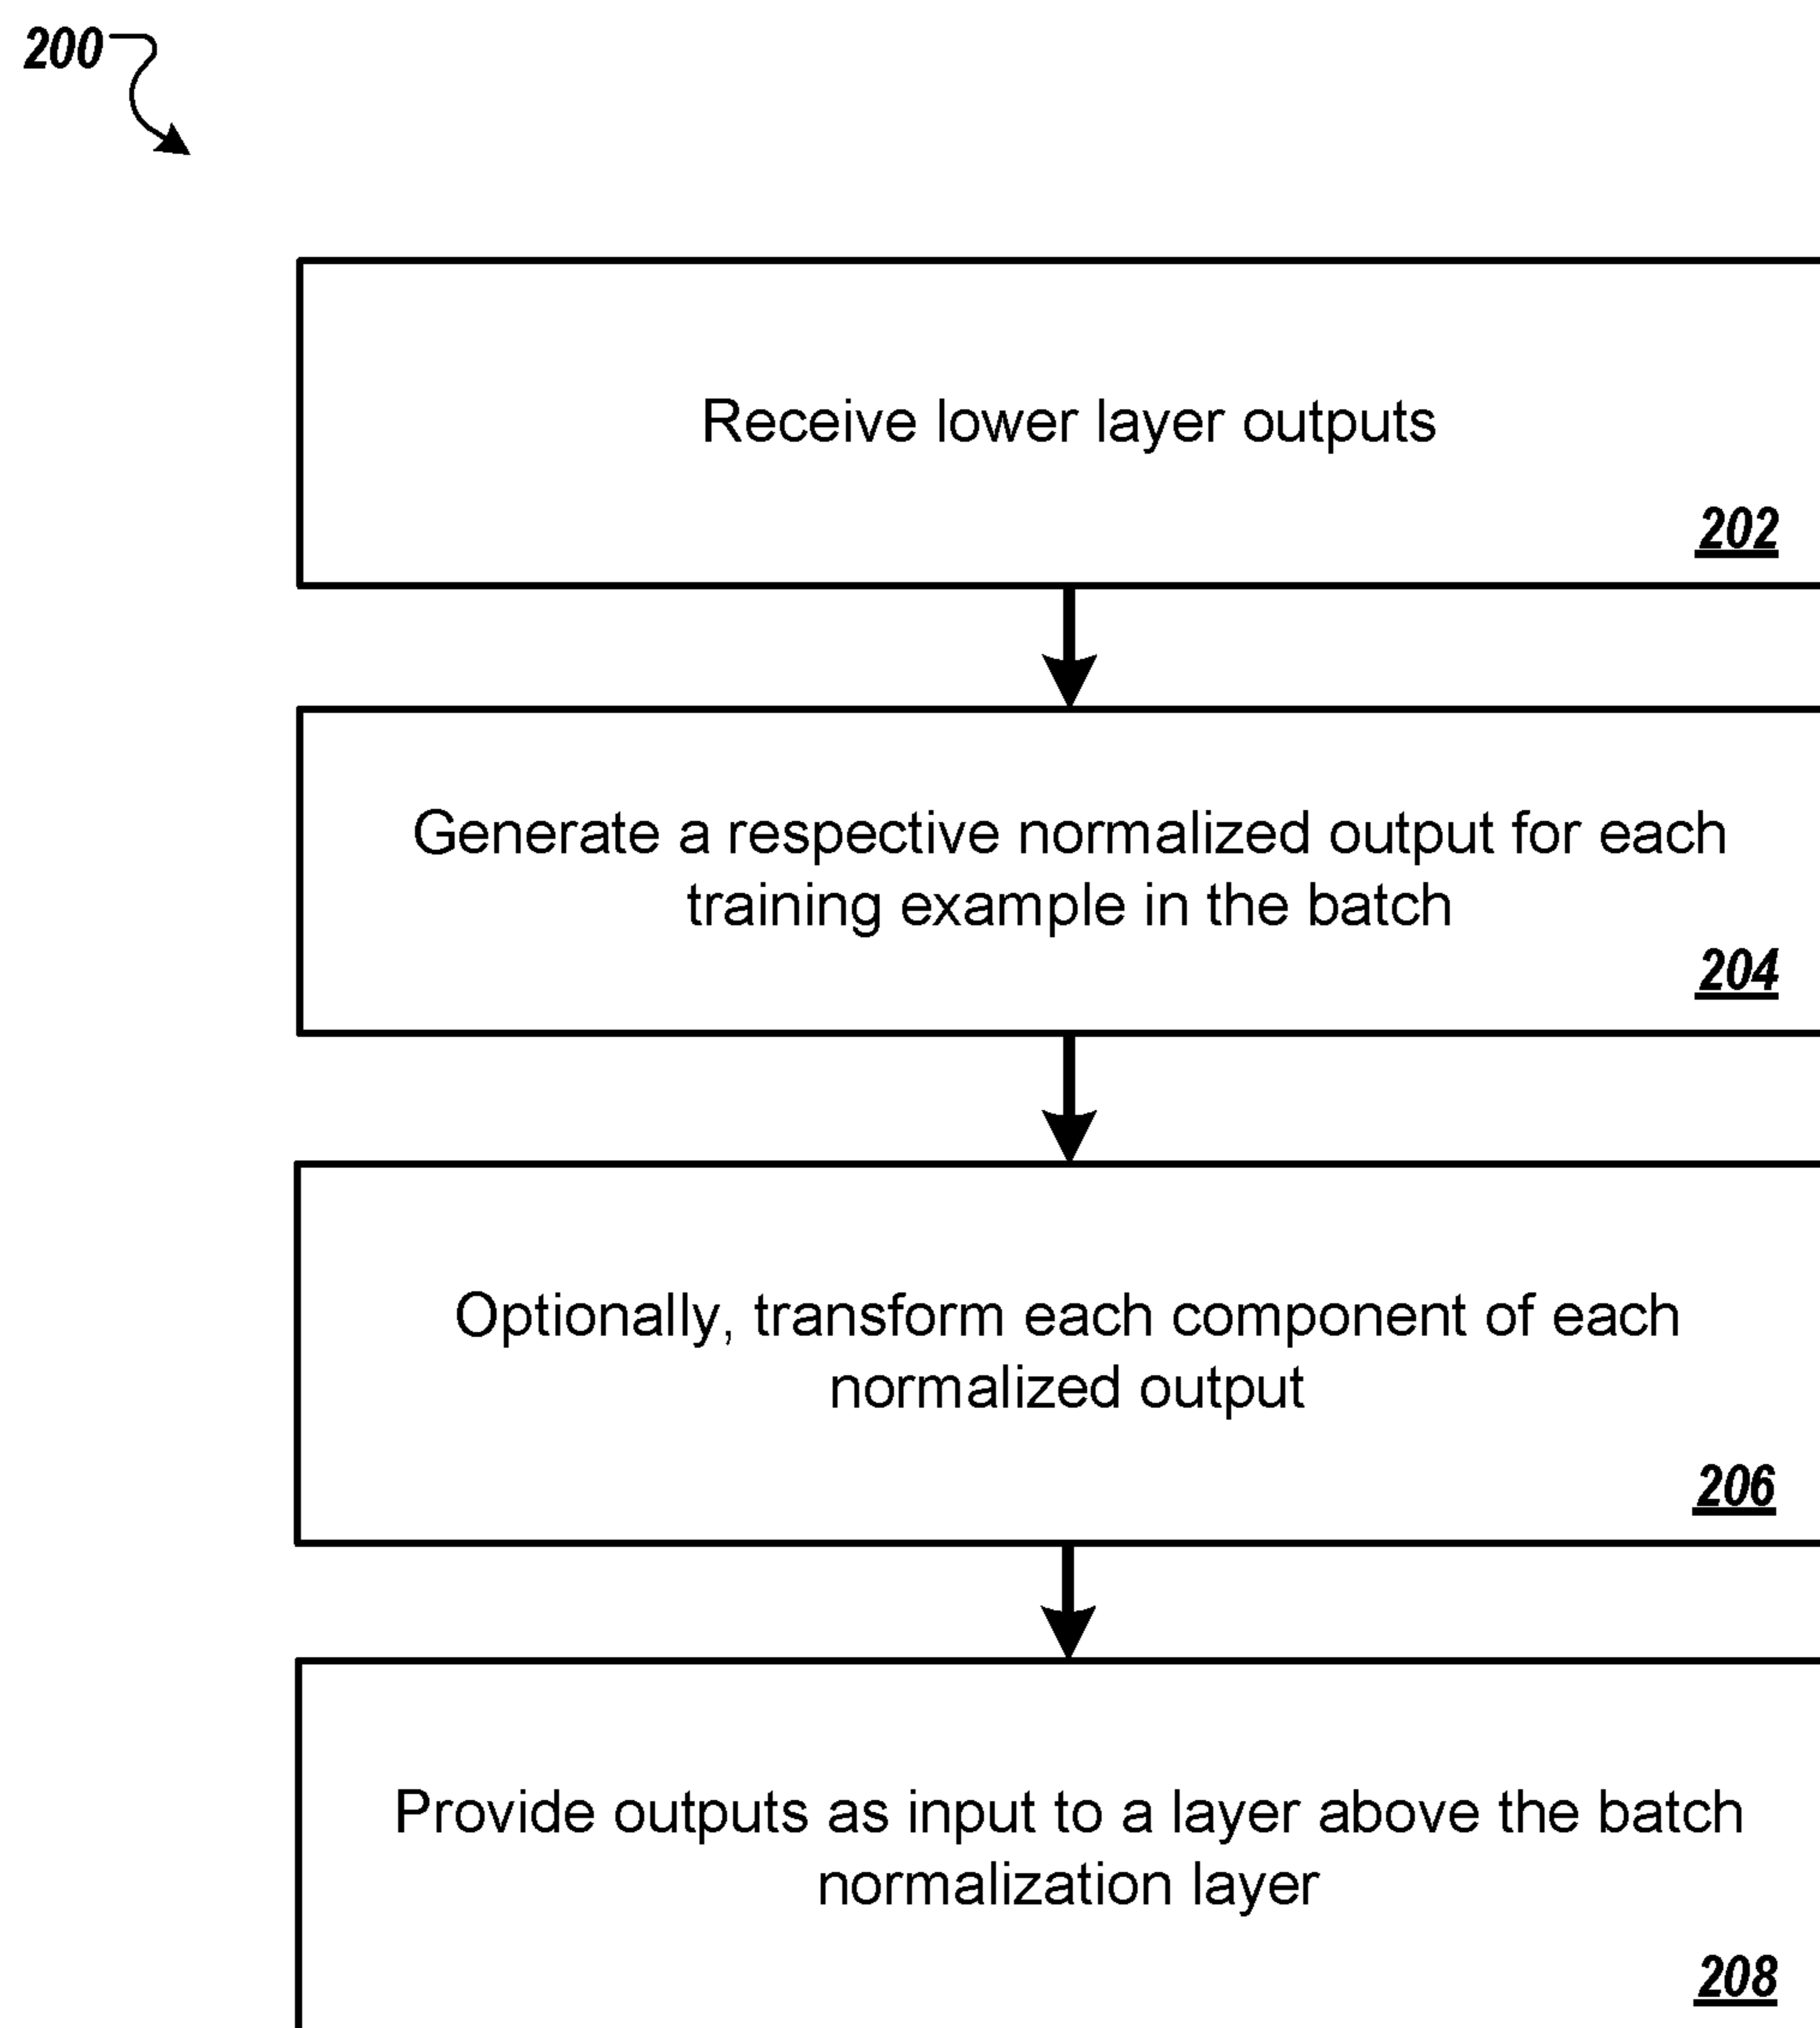 200
Receive lower layer outputs
202
Generate a respective normalized output for each
training example in the batch
204
Optionally, transform each component of each
normalized output
206
Provide outputs as input to a layer above the batch
normalization layer
208